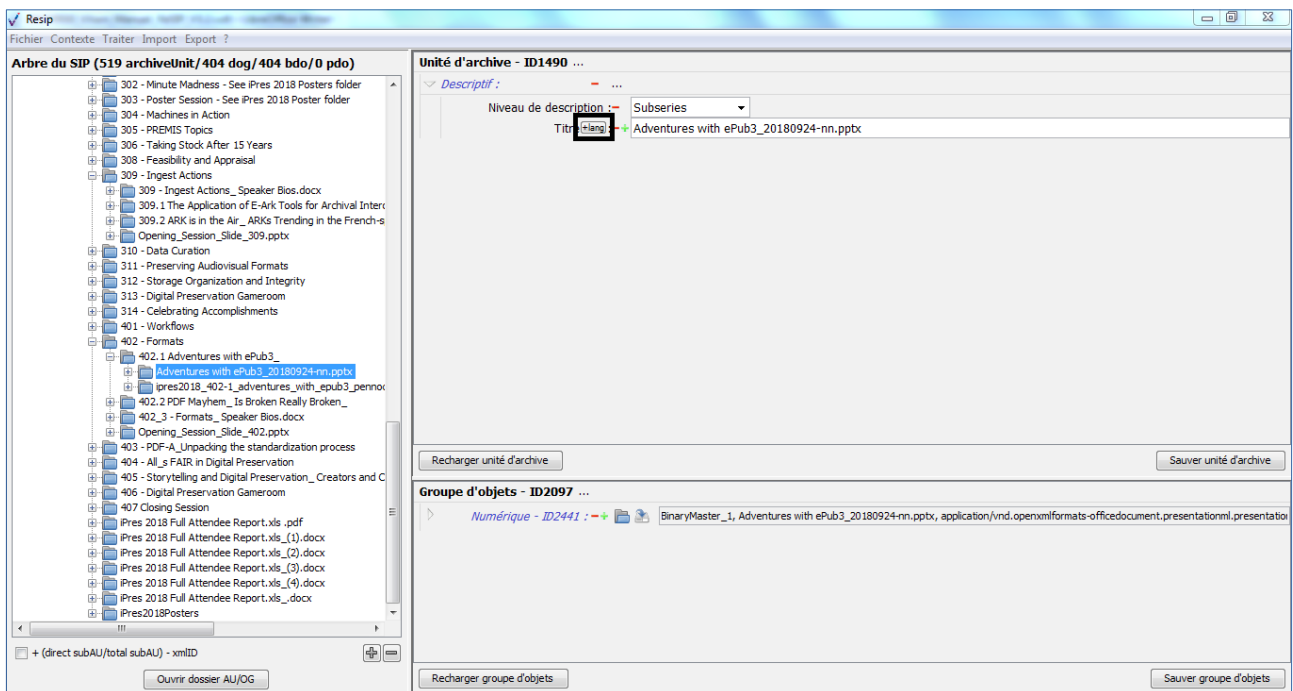 Resip
Fichier Contexte Traiter Import Export ?
Arbre du SIP (519 archiveUnit/404 dog/404 bdo/0 pdo)
302 - Minute Madness - See iPres 2018 Posters folder
303 - Poster Session - See iPres 2018 Poster folder
304 - Machines in Action
305 - PREMIS Topics
306 - Taking Stock After 15 Years
308 - Feasibility and Appraisal
309 - Ingest Actions
309 - Ingest Actions_ Speaker Bios.docx
309.1 The Application of E-Ark Tools for Archival Interc
309.2 ARK is in the Air_ ARKs Trending in the French-s
Opening_Session_Slide_309.pptx
310 - Data Curation
311 - Preserving Audiovisual Formats
312 - Storage Organization and Integrity
313 - Digital Preservation Gameroom
314 - Celebrating Accomplishments
401 - Workflows
402 - Formats
402.1 Adventures with ePub3_
Adventures with ePub3_20180924-nn.pptx
ipres2018_402-1_adventures_with_epub3_pennoc
402.2 PDF Mayhem_ Is Broken Really Broken_
402_3 - Formats_ Speaker Bios.docx
Opening_Session_Slide_402.pptx
403 - PDF-A_Unpacking the standardization process
404 - All_s FAIR in Digital Preservation
405 - Storytelling and Digital Preservation_ Creators and C
406 - Digital Preservation Gameroom
407 Closing Session
iPres 2018 Full Attendee Report.xls .pdf
iPres 2018 Full Attendee Report.xls_(1).docx
iPres 2018 Full Attendee Report.xls_(2).docx
iPres 2018 Full Attendee Report.xls_(3).docx
iPres 2018 Full Attendee Report.xls_(4).docx
iPres 2018 Full Attendee Report.xls_.docx
iPres2018Posters
+ (direct subAU/total subAU) - xmlID
Ouvrir dossier AU/OG
Unité d'archive - ID1490 ...
Descriptif : - ...
Niveau de description :- Subseries
Titre +lang :-+ Adventures with ePub3_20180924-nn.pptx
Recharger unité d'archive Sauver unité d'archive
Groupe d'objets - ID2097 ...
Numérique - ID2441 : -+ BinaryMaster_1, Adventures with ePub3_20180924-nn.pptx, application/vnd.openxmlformats-officedocument.presentationml.presentation
Recharger groupe d'objets Sauver groupe d'objets